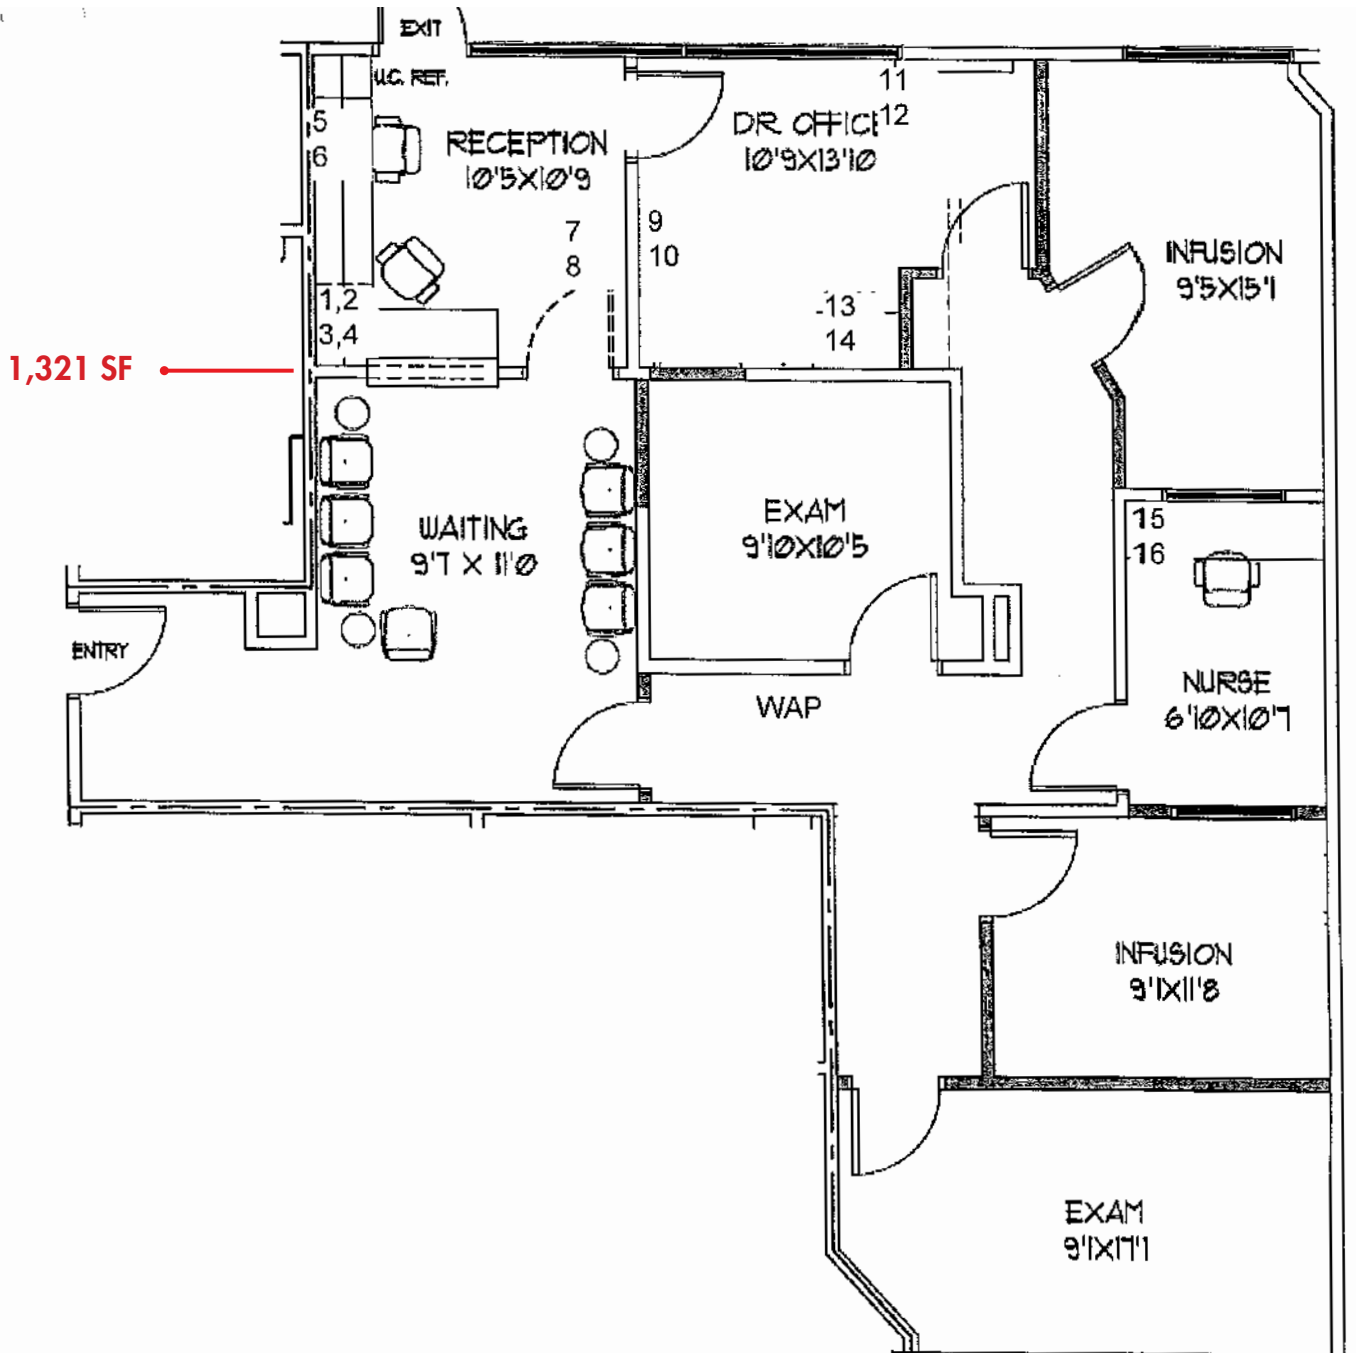 EXIT
U.C. REF.
5
6
RECEPTION
10'5X10'9
7
8
1,2
3,4
DR OFFICE
10'9X13'10
11
12
9
10
-13
14
INFUSION
9'5X15'1
1,321 SF
WAITING
9'7 X 11'0
EXAM
9'10X10'5
15
16
ENTRY
WAP
NURSE
6'10X10'7
INFUSION
9'1X11'8
EXAM
9'1X17'1